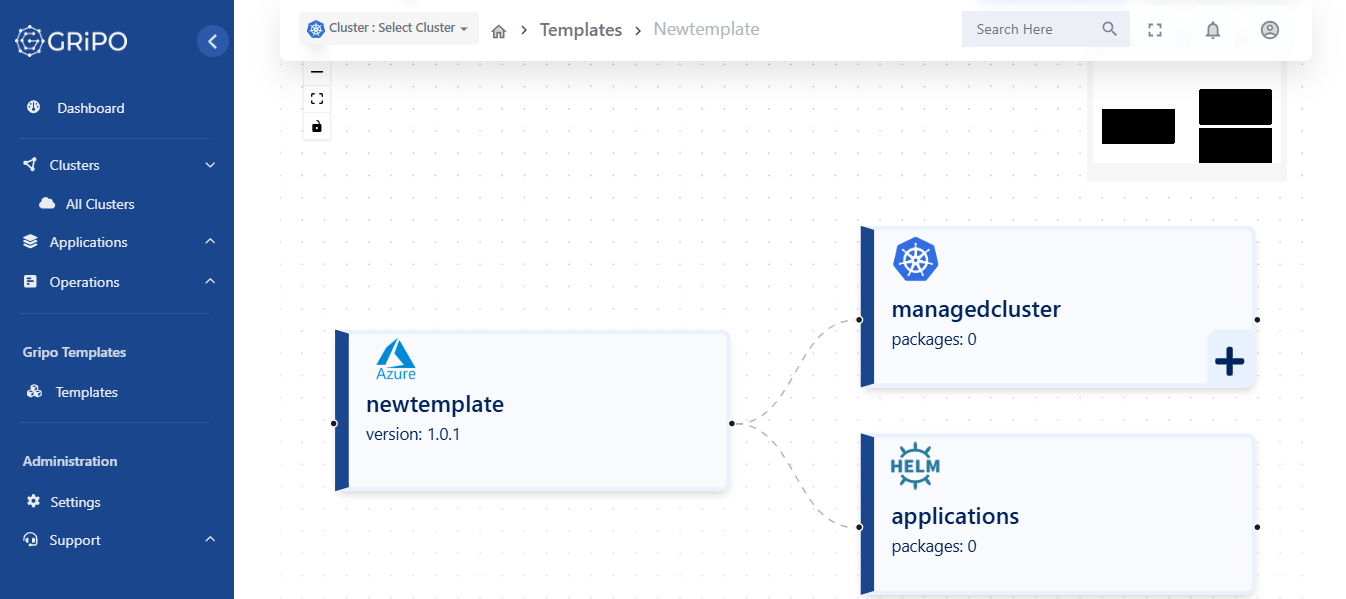 GRiPO
Cluster : Select Cluster
Templates
Newtemplate
Search Here
Dashboard
Clusters
All Clusters
Applications
Operations
Gripo Templates
Templates
Administration
Settings
Support
Azure
newtemplate
version: 1.0.1
managedcluster
packages: 0
HELM
applications
packages: 0